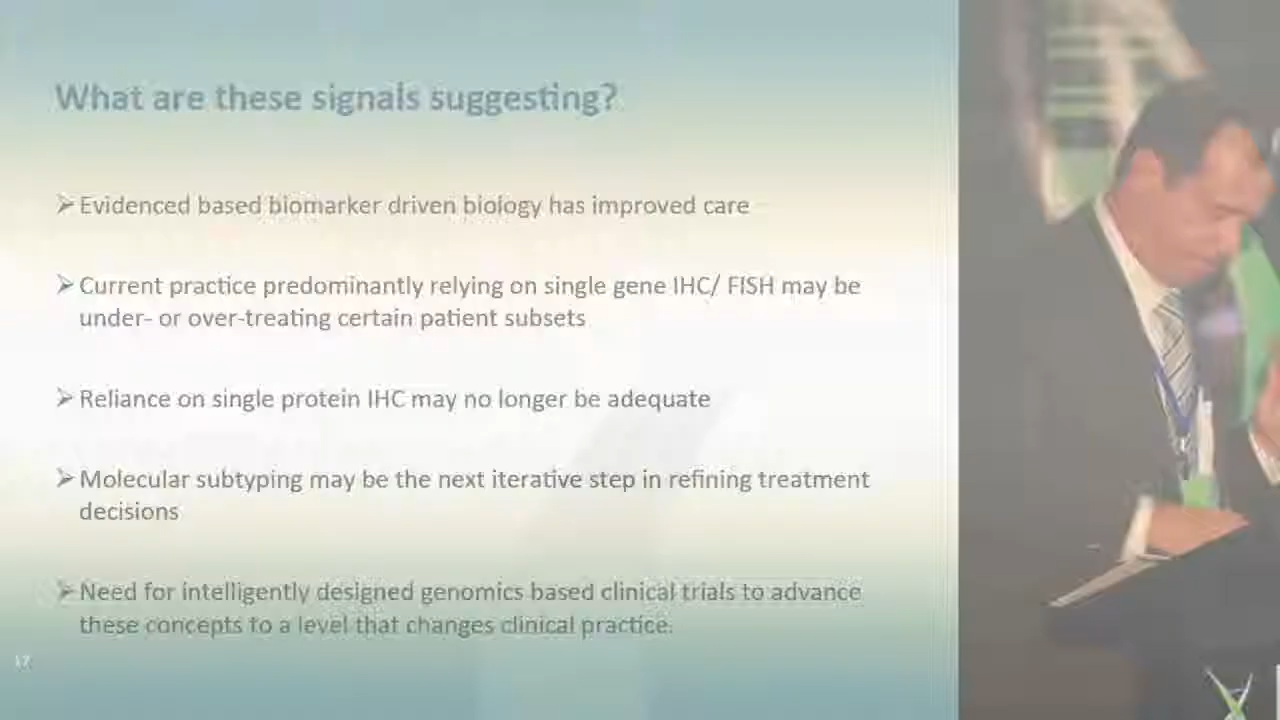 What are these signals suggesting?
➢ Evidenced based biomarker driven biology has improved care
➢ Current practice predominantly relying on single gene IHC/ FISH may be
under- or over-treating certain patient subsets
➢ Reliance on single protein IHC may no longer be adequate
➢ Molecular subtyping may be the next iterative step in refining treatment
decisions
➢ Need for intelligently designed genomics based clinical trials to advance
these concepts to a level that changes clinical practice.
17